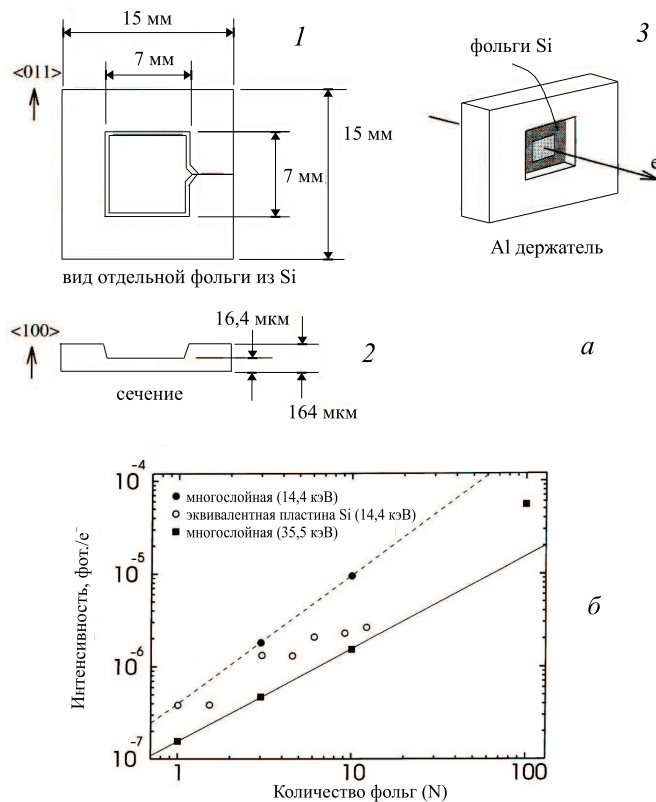 15 мм
1
7 мм
<011>
15 мм
7 мм
вид отдельной фольги из Si
3
фольги Si
e
Al держатель
<100>
16,4 мкм
2
сечение
164 мкм
а
10⁻⁴
10⁻⁵
10⁻⁶
10⁻⁷
Интенсивность, фот./e⁻
многослойная (14,4 кэВ)
эквивалентная пластина Si (14,4 кэВ)
многослойная (35,5 кэВ)
б
1 10 100
Количество фольг (N)